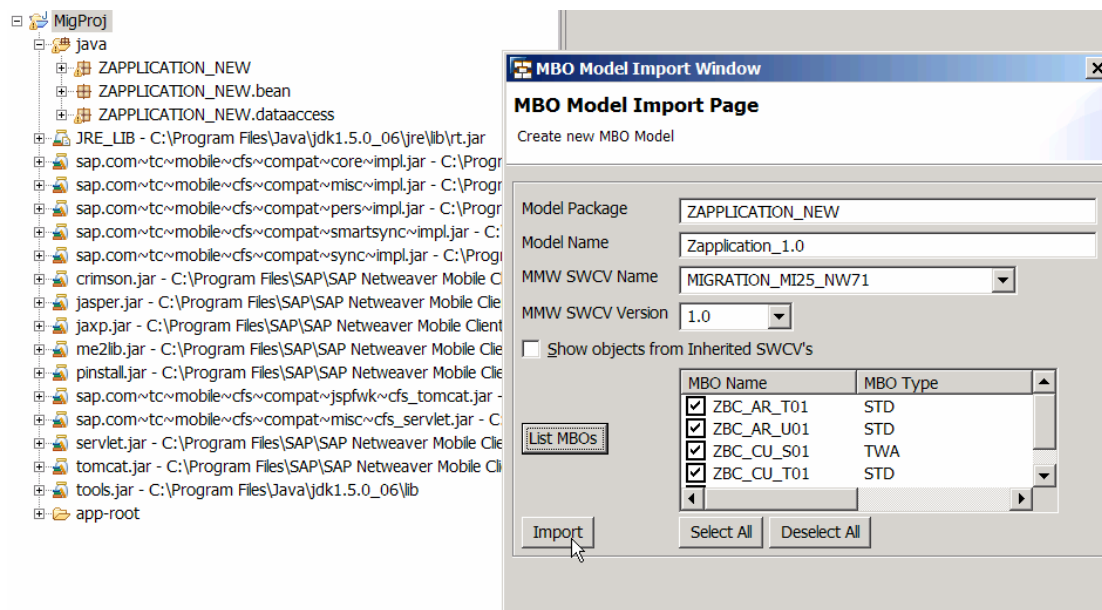 MigProj
java
ZAPPLICATION_NEW
ZAPPLICATION_NEW.bean
ZAPPLICATION_NEW.dataaccess
JRE_LIB - C:\Program Files\Java\jdk1.5.0_06\jre\lib\rt.jar
sap.com~tc~mobile~cfs~compat~core~impl.jar - C:\Progr
sap.com~tc~mobile~cfs~compat~misc~impl.jar - C:\Progr
sap.com~tc~mobile~cfs~compat~pers~impl.jar - C:\Progr
sap.com~tc~mobile~cfs~compat~smartsync~impl.jar - C:
sap.com~tc~mobile~cfs~compat~sync~impl.jar - C:\Progr
crimson.jar - C:\Program Files\SAP\SAP Netweaver Mobile C
jasper.jar - C:\Program Files\SAP\SAP Netweaver Mobile Clie
jaxp.jar - C:\Program Files\SAP\SAP Netweaver Mobile Client
me2lib.jar - C:\Program Files\SAP\SAP Netweaver Mobile Clie
pinstall.jar - C:\Program Files\SAP\SAP Netweaver Mobile Clie
sap.com~tc~mobile~cfs~compat~jspfwk~cfs_tomcat.jar -
sap.com~tc~mobile~cfs~compat~misc~cfs_servlet.jar - C:
servlet.jar - C:\Program Files\SAP\SAP Netweaver Mobile Clie
tomcat.jar - C:\Program Files\SAP\SAP Netweaver Mobile Cli
tools.jar - C:\Program Files\Java\jdk1.5.0_06\lib
app-root
MBO Model Import Window
MBO Model Import Page
Create new MBO Model
Model Package ZAPPLICATION_NEW
Model Name Zapplication_1.0
MMW SWCV Name MIGRATION_MI25_NW71
MMW SWCV Version 1.0
Show objects from Inherited SWCV's
MBO Name MBO Type
ZBC_AR_T01 STD
ZBC_AR_U01 STD
List MBOs
ZBC_CU_S01 TWA
ZBC_CU_T01 STD
Import Select All Deselect All